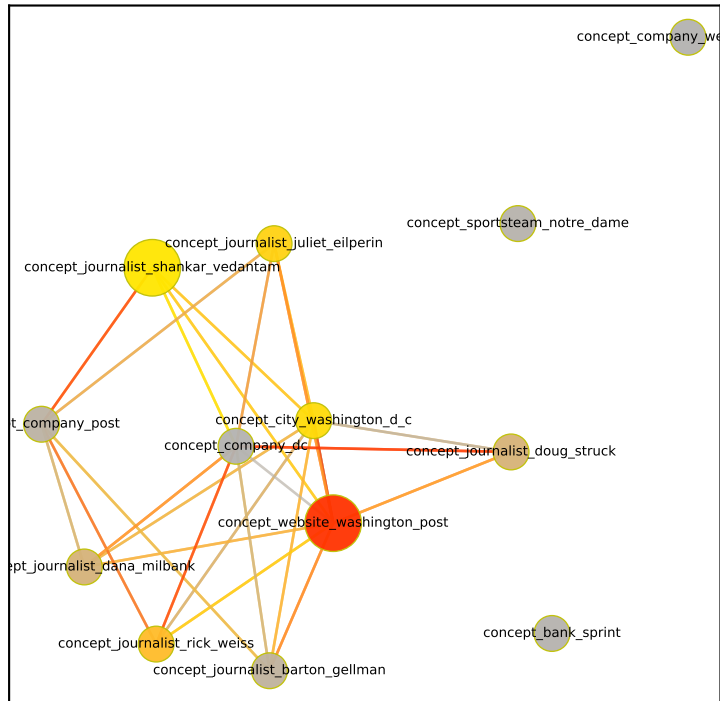 concept_company_we
concept_sportsteam_notre_dame
concept_journalist_juliet_eilperin
concept_journalist_shankar_vedantam
concept_city_washington_d_c
t_company_post
concept_company_dc
concept_journalist_doug_struck
concept_website_washington_post
ept_journalist_dana_milbank
concept_bank_sprint
concept_journalist_rick_weiss
concept_journalist_barton_gellman